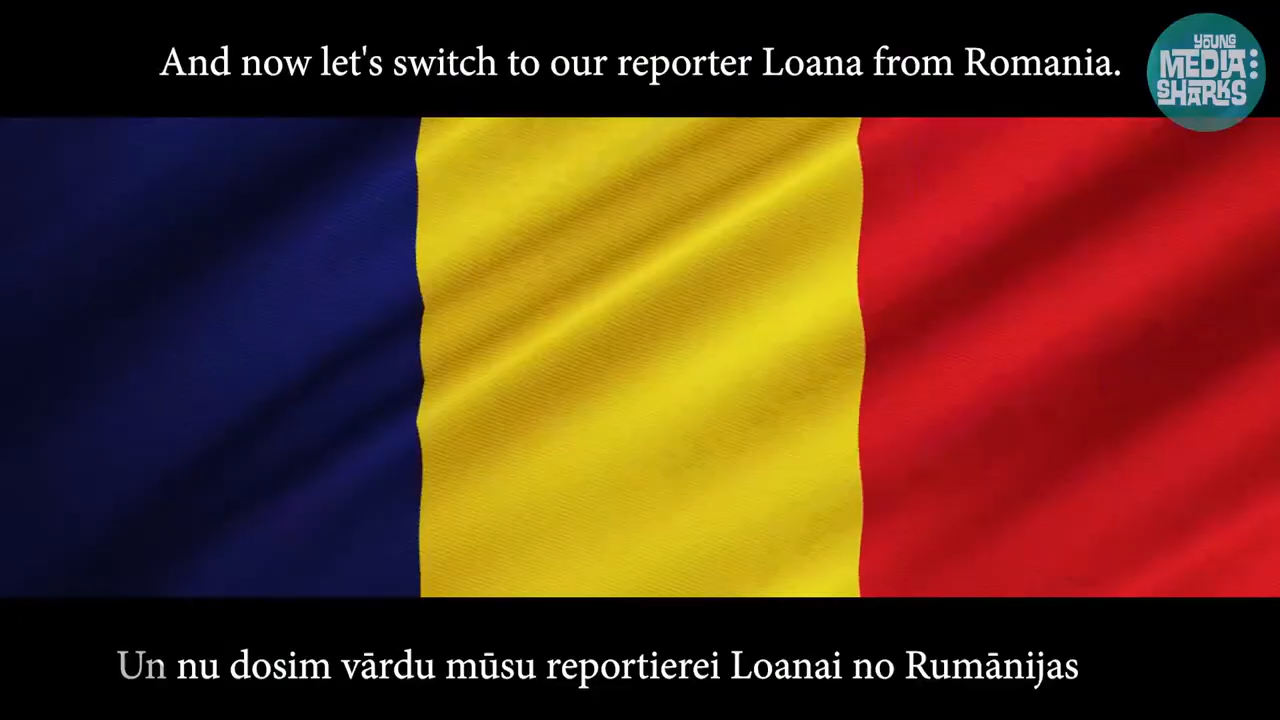 And now let's switch to our reporter Loana from Romania.
YOUNG
MEDIA
SHARKS
Un nu dosim vārdu mūsu reportierei Loanai no Rumānijas